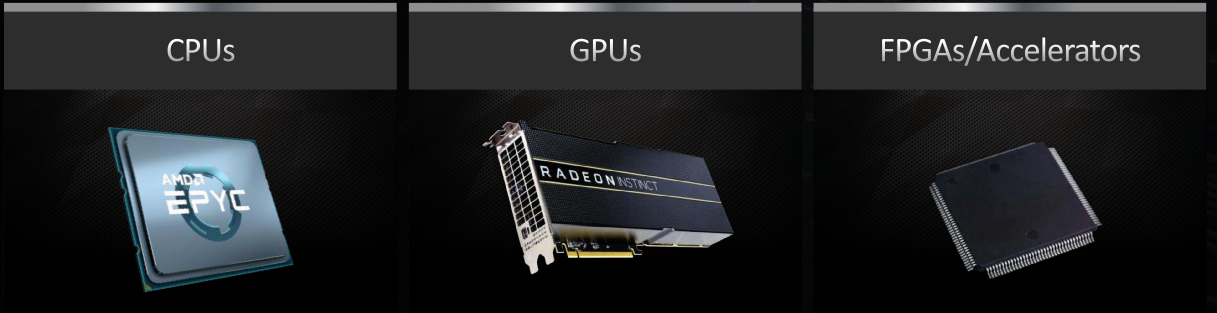 CPUs
GPUs
FPGAs/Accelerators
AMD
EPYC
RADEON INSTINCT